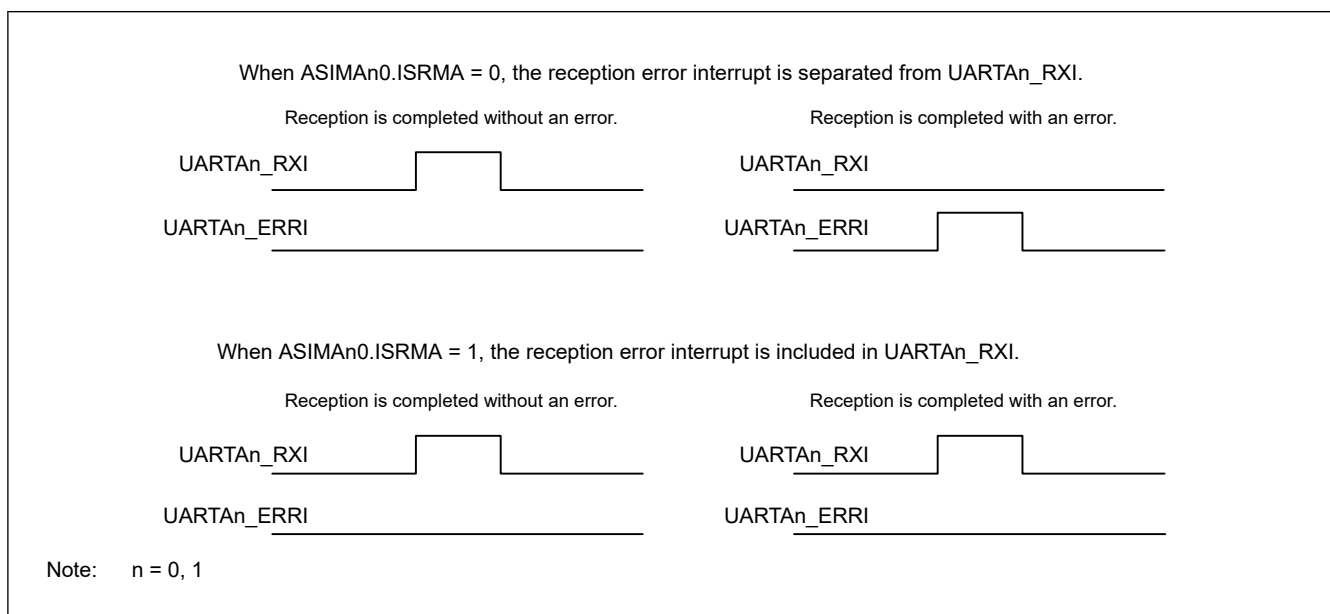 When ASIMAn0.ISRMA = 0, the reception error interrupt is separated from UARTAn_RXI.
Reception is completed without an error.
Reception is completed with an error.
UARTAn_RXI
UARTAn_RXI
UARTAn_ERRI
UARTAn_ERRI
When ASIMAn0.ISRMA = 1, the reception error interrupt is included in UARTAn_RXI.
Reception is completed without an error.
Reception is completed with an error.
UARTAn_RXI
UARTAn_RXI
UARTAn_ERRI
UARTAn_ERRI
Note: n = 0, 1